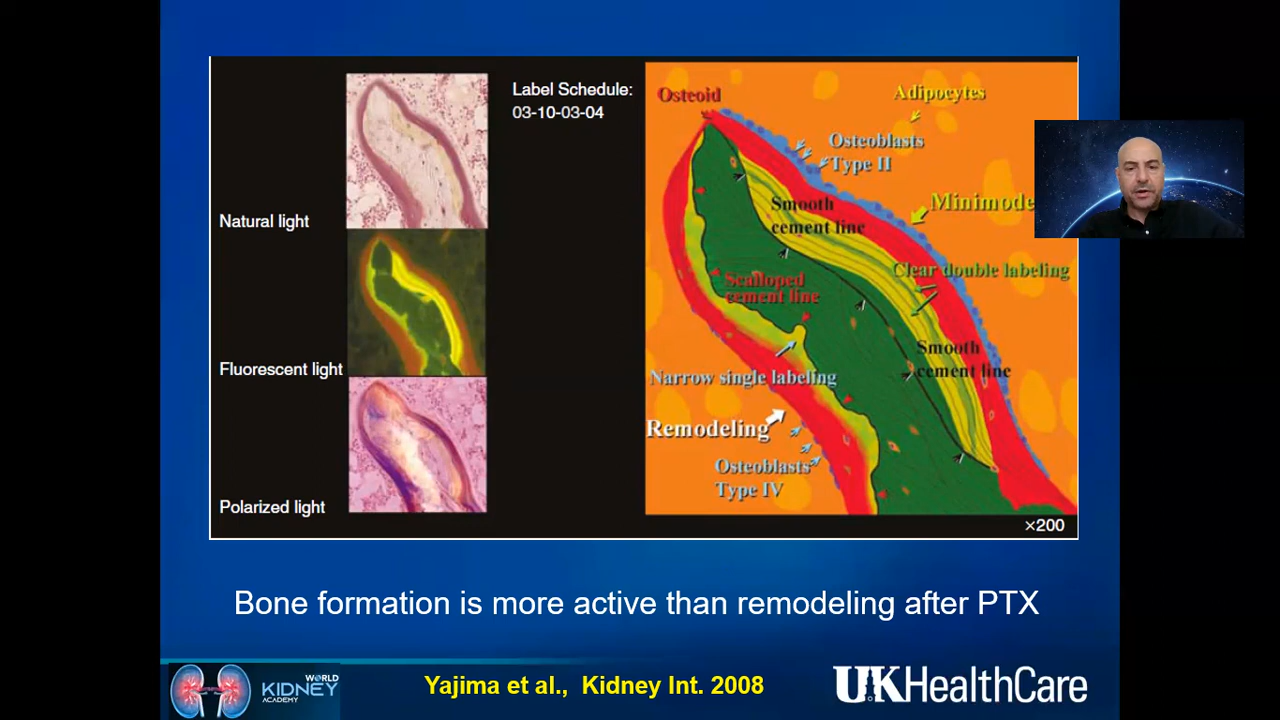 Label Schedule:
03-10-03-04
Natural light
Fluorescent light
Polarized light
Osteoid
Adipocytes
Osteoblasts
Type II
Smooth
cement line
Clear double labeling
Scalloped
cement line
Smooth
cement line
Narrow single labeling
Remodeling
Osteoblasts
Type IV
×200
Bone formation is more active than remodeling after PTX
WORLD
KIDNEY
ACADEMY
Yajima et al., Kidney Int. 2008
UKHealthCare